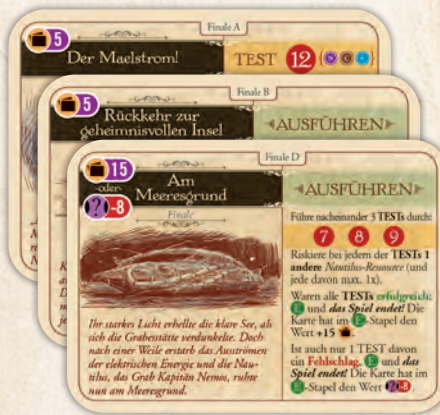 Finale A
5
Der Maelstrom!
TEST 12
Finale B
5
Rückkehr zur
geheimnisvollen Insel
AUSFÜHREN
Finale D
15
-oder-
?-8
Am
Meeresgrund
Finale
AUSFÜHREN
Ihr starkes Licht erhellte die klare See, als
sich die Grabesstätte verdunkelte. Doch
nach einer Weile erstarb das Ausströmen
der elektrischen Energie und die Nau-
tilus, das Grab Kapitän Nemos, ruhte
nun am Meeresgrund.
Führe nacheinander 3 TESTs durch:
7 8 9
Riskiere bei jedem der TESTS 1
andere Nautilus-Resource (und
jede davon max. 1x).
Waren alle TESTs erfolgreich:
E und das Spiel endet! Die
Karte hat im E-Stapel den
Wert +15
Ist auch nur 1 TEST davon
ein Fehlschlag, E und das
Spiel endet! Die Karte hat im
E-Stapel den Wert ?-8.